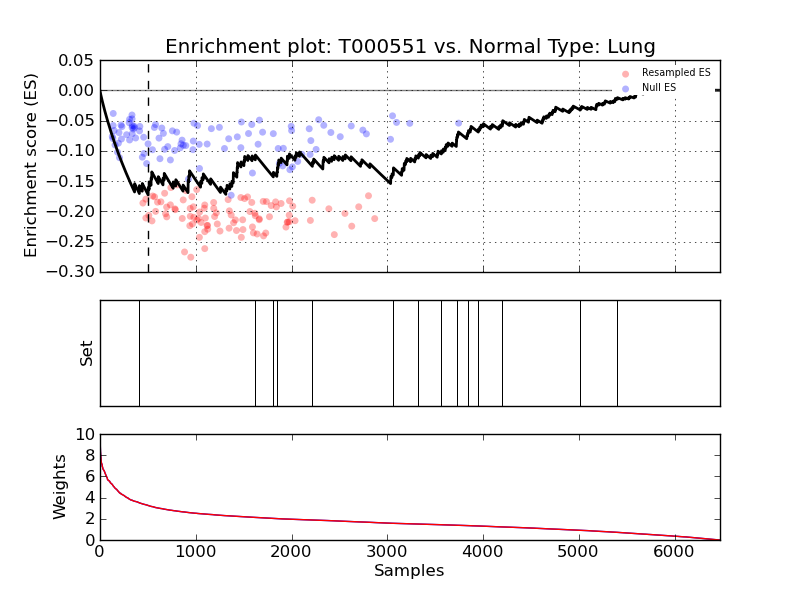 Enrichment plot: T000551 vs. Normal Type: Lung
Enrichment score (ES)
0.05
0.00
−0.05
−0.10
−0.15
−0.20
−0.25
−0.30
Resampled ES
Null ES
Set
Weights
10
8
6
4
2
0
0 1000 2000 3000 4000 5000 6000
Samples